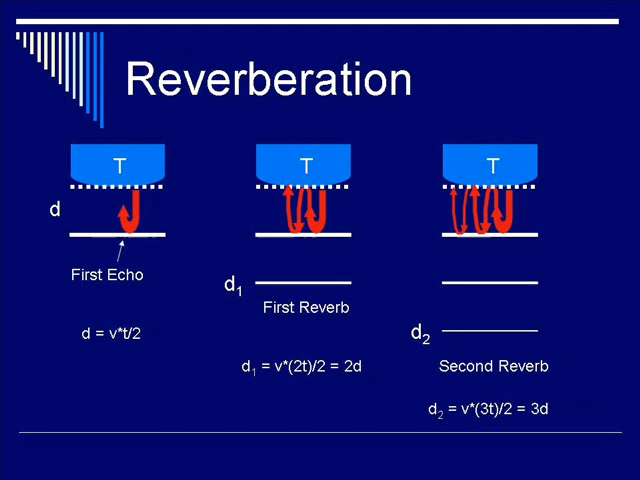 Reverberation
T
T
T
d
First Echo
d = v*t/2
d₁
First Reverb
d₁ = v*(2t)/2 = 2d
d₂
Second Reverb
d₂ = v*(3t)/2 = 3d